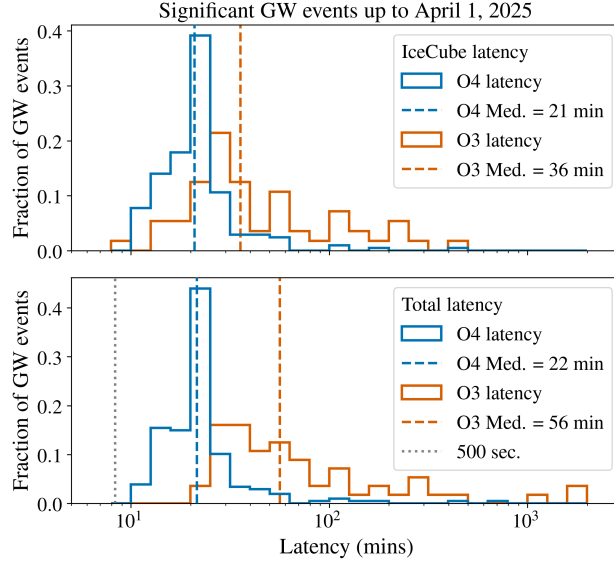 Significant GW events up to April 1, 2025
Fraction of GW events
0.4
0.3
0.2
0.1
0.0
IceCube latency
O4 latency
O4 Med. = 21 min
O3 latency
O3 Med. = 36 min
Fraction of GW events
0.4
0.3
0.2
0.1
0.0
Total latency
O4 latency
O4 Med. = 22 min
O3 latency
O3 Med. = 56 min
500 sec.
10¹
10²
10³
Latency (mins)